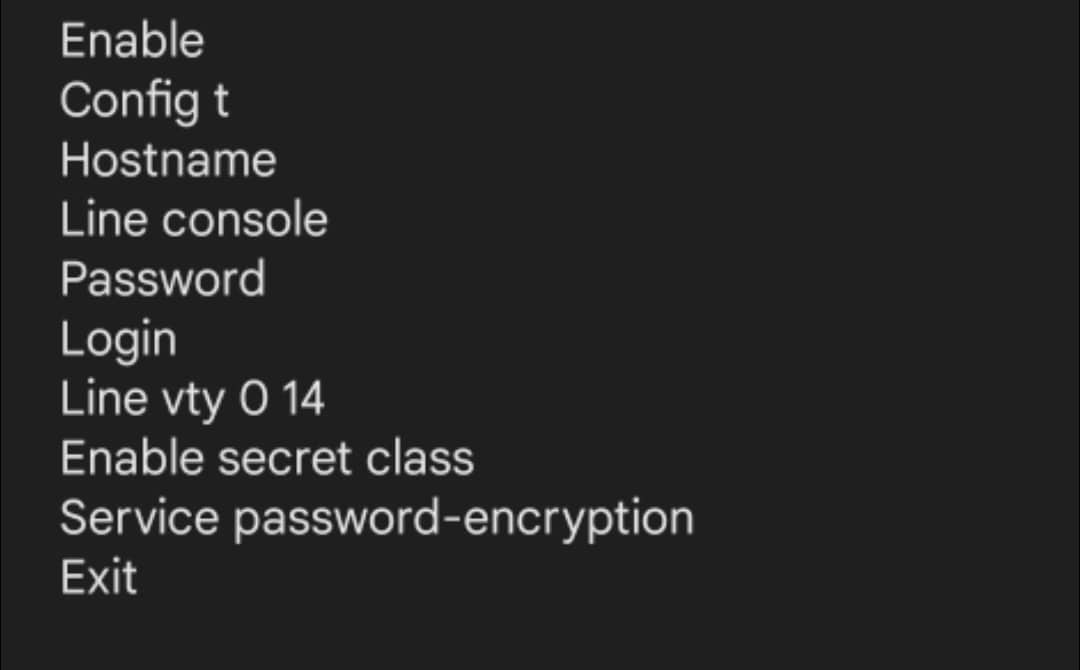 Enable
Config t
Hostname
Line console
Password
Login
Line vty 0 14
Enable secret class
Service password-encryption
Exit